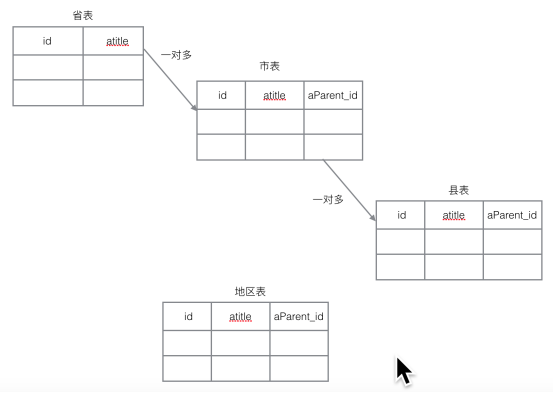 省表
id atitle
一对多
市表
id atitle aParent_id
一对多
县表
id atitle aParent_id
地区表
id atitle aParent_id